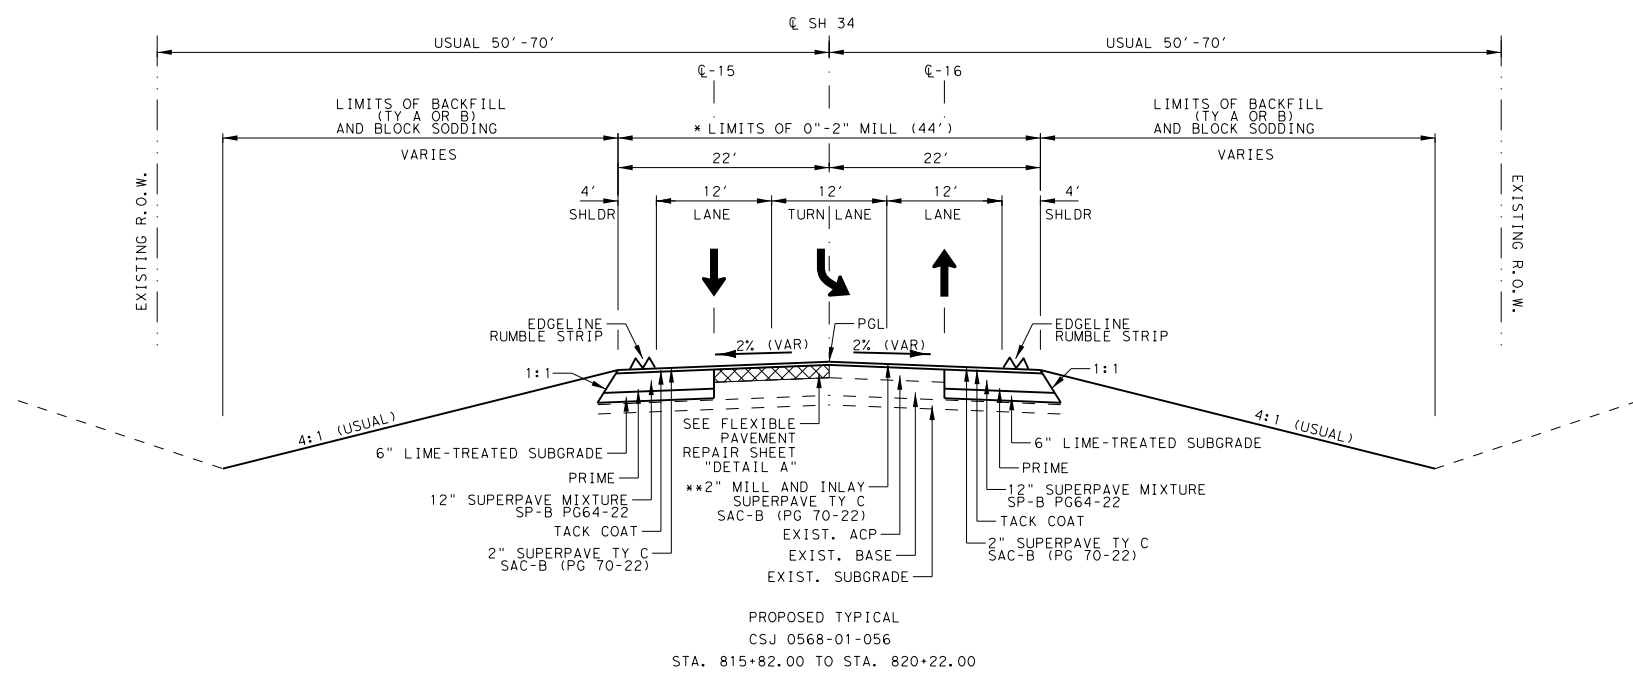 ℄ SH 34
USUAL 50'-70'
USUAL 50'-70'
℄-15
℄-16
LIMITS OF BACKFILL
(TY A OR B)
AND BLOCK SODDING
VARIES
* LIMITS OF 0"-2" MILL (44')
LIMITS OF BACKFILL
(TY A OR B)
AND BLOCK SODDING
VARIES
22'
22'
4'
SHLDR
12'
LANE
12'
TURN LANE
12'
LANE
4'
SHLDR
EXISTING R.O.W.
EXISTING R.O.W.
EDGELINE
RUMBLE STRIP
PGL
EDGELINE
RUMBLE STRIP
2% (VAR)
2% (VAR)
1:1
1:1
4:1 (USUAL)
4:1 (USUAL)
6" LIME-TREATED SUBGRADE
PRIME
12" SUPERPAVE MIXTURE
SP-B PG64-22
TACK COAT
2" SUPERPAVE TY C
SAC-B (PG 70-22)
SEE FLEXIBLE
PAVEMENT
REPAIR SHEET
"DETAIL A"
**2" MILL AND INLAY
SUPERPAVE TY C
SAC-B (PG 70-22)
EXIST. ACP
EXIST. BASE
EXIST. SUBGRADE
6" LIME-TREATED SUBGRADE
PRIME
12" SUPERPAVE MIXTURE
SP-B PG64-22
TACK COAT
2" SUPERPAVE TY C
SAC-B (PG 70-22)
PROPOSED TYPICAL
CSJ 0568-01-056
STA. 815+82.00 TO STA. 820+22.00